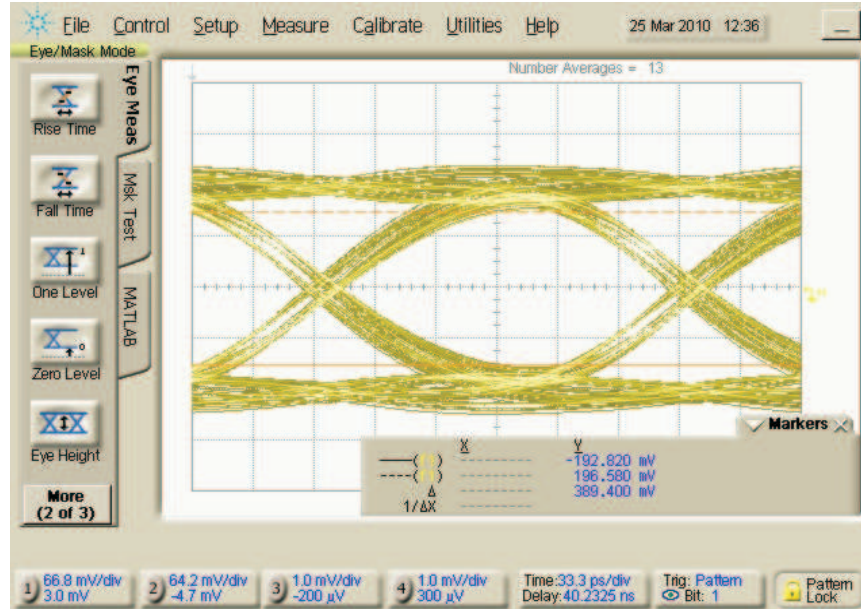 File Control Setup Measure Calibrate Utilities Help 25 Mar 2010 12:36
Eye/Mask Mode
Number Averages = 13
Eye Meas
Rise Time
Fall Time
One Level
Zero Level
Eye Height
More
(2 of 3)
Msk Test
MATLAB
Markers
X Y
-192.820 mV
196.580 mV
Δ 389.400 mV
1/ΔX
1) 66.8 mV/div
3.0 mV
2) 64.2 mV/div
-4.7 mV
3) 1.0 mV/div
-200 µV
4) 1.0 mV/div
300 µV
Time:33.3 ps/div
Delay:40.2325 ns
Trig: Pattern
Bit: 1
Pattern
Lock